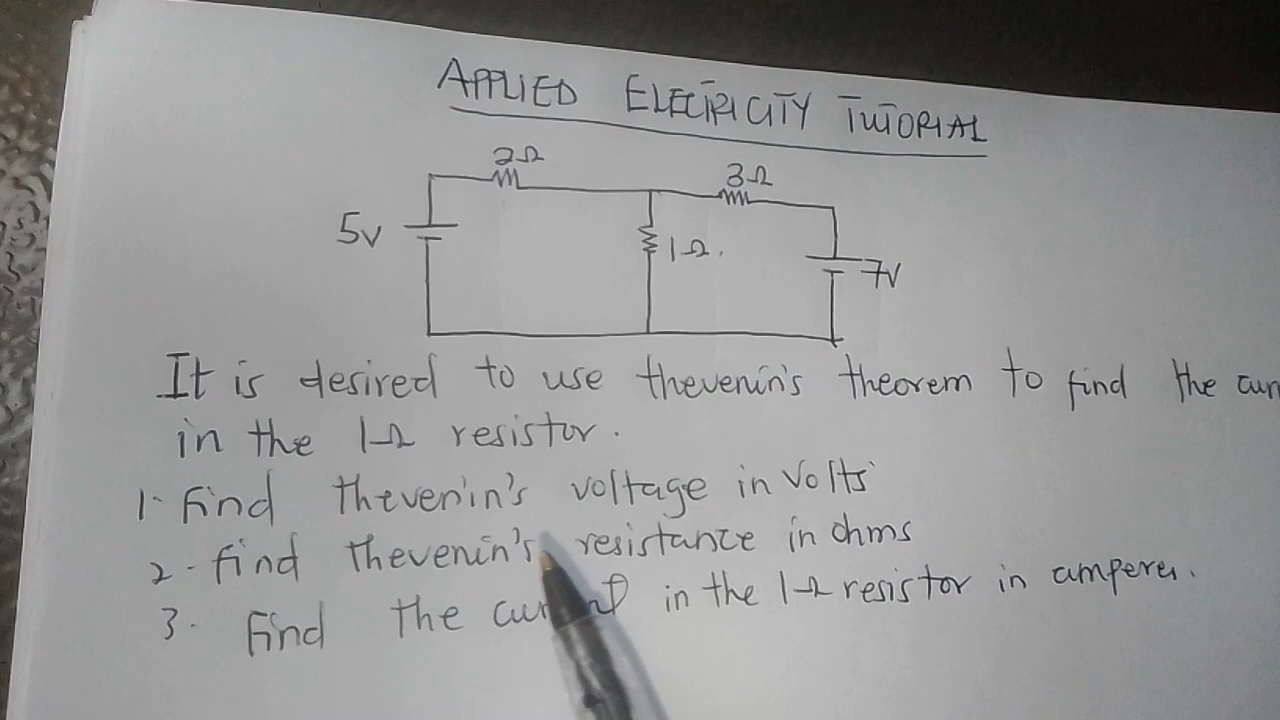 APPLIED ELECTRICITY TUTORIAL
2Ω
3Ω
5v
1Ω.
7V
It is desired to use thevenin's theorem to find the
in the 1Ω resistor.
1. Find thevenin's voltage in Volts
2. find thevenin's resistance in ohms
3. Find the in the 1Ω resistor in amperes.